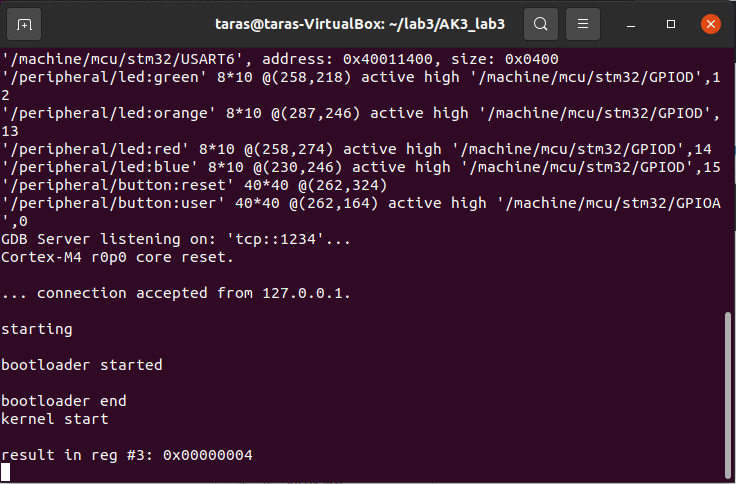 taras@taras-VirtualBox: ~/lab3/AK3_lab3
'/machine/mcu/stm32/USART6', address: 0x40011400, size: 0x0400
'/peripheral/led:green' 8*10 @(258,218) active high '/machine/mcu/stm32/GPIOD',1
2
'/peripheral/led:orange' 8*10 @(287,246) active high '/machine/mcu/stm32/GPIOD',
13
'/peripheral/led:red' 8*10 @(258,274) active high '/machine/mcu/stm32/GPIOD',14
'/peripheral/led:blue' 8*10 @(230,246) active high '/machine/mcu/stm32/GPIOD',15
'/peripheral/button:reset' 40*40 @(262,324)
'/peripheral/button:user' 40*40 @(262,164) active high '/machine/mcu/stm32/GPIOA
',0
GDB Server listening on: 'tcp::1234'...
Cortex-M4 r0p0 core reset.
... connection accepted from 127.0.0.1.
starting
bootloader started
bootloader end
kernel start
result in reg #3: 0x00000004